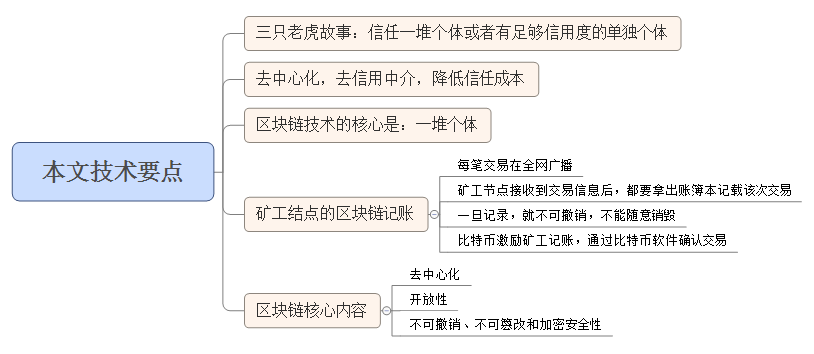 本文技术要点
三只老虎故事：信任一堆个体或者有足够信用度的单独个体
去中心化，去信用中介，降低信任成本
区块链技术的核心是：一堆个体
矿工结点的区块链记账
每笔交易在全网广播
矿工节点接收到交易信息后，都要拿出账簿本记载该次交易
一旦记录，就不可撤销，不能随意销毁
比特币激励矿工记账，通过比特币软件确认交易
区块链核心内容
去中心化
开放性
不可撤销、不可篡改和加密安全性